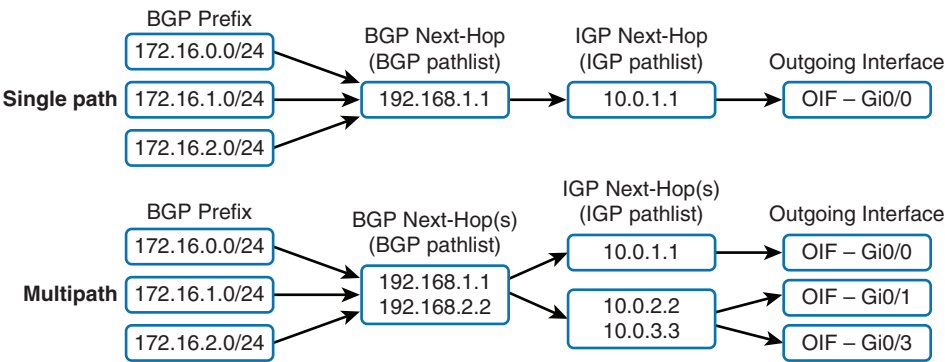 BGP Prefix
172.16.0.0/24
BGP Next-Hop
(BGP pathlist)
IGP Next-Hop
(IGP pathlist)
Outgoing Interface
Single path
172.16.1.0/24
192.168.1.1
10.0.1.1
OIF – Gi0/0
172.16.2.0/24
BGP Prefix
172.16.0.0/24
BGP Next-Hop(s)
(BGP pathlist)
IGP Next-Hop(s)
(IGP pathlist)
Outgoing Interface
10.0.1.1
OIF – Gi0/0
Multipath
172.16.1.0/24
192.168.1.1
192.168.2.2
10.0.2.2
10.0.3.3
OIF – Gi0/1
172.16.2.0/24
OIF – Gi0/3